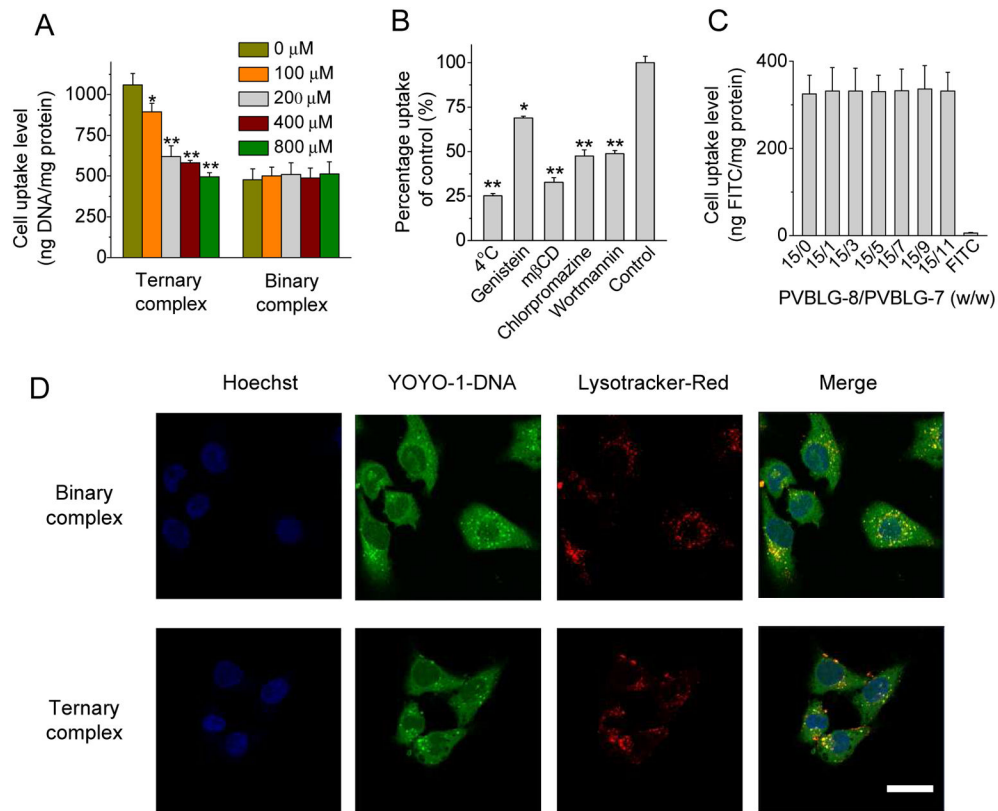 A
0 μM
100 μM
200 μM
400 μM
800 μM
Cell uptake level
(ng DNA/mg protein)
1000
750
500
250
0
*
**
**
**
Ternary
complex
Binary
complex
B
Percentage uptake
of control (%)
100
75
50
25
0
**
*
**
**
**
4°C
Genistein
mβCD
Chlorpromazine
Wortmannin
Control
C
Cell uptake level
(ng FITC/mg protein)
400
200
0
15/0
15/1
15/3
15/5
15/7
15/9
15/11
FITC
PVBLG-8/PVBLG-7 (w/w)
D
Hoechst
YOYO-1-DNA
Lysotracker-Red
Merge
Binary
complex
Ternary
complex